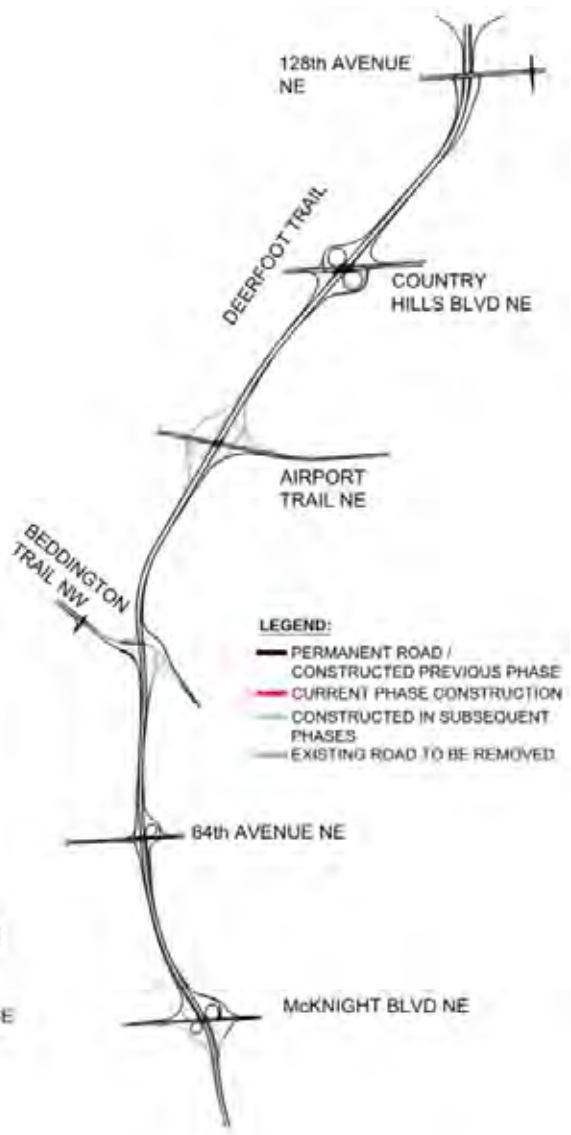 128th AVENUE
NE
DEERFOOT TRAIL
COUNTRY
HILLS BLVD NE
AIRPORT
TRAIL NE
BEDDINGTON
TRAIL NW
LEGEND:
PERMANENT ROAD /
CONSTRUCTED PREVIOUS PHASE
CURRENT PHASE CONSTRUCTION
CONSTRUCTED IN SUBSEQUENT
PHASES
EXISTING ROAD TO BE REMOVED
64th AVENUE NE
McKNIGHT BLVD NE